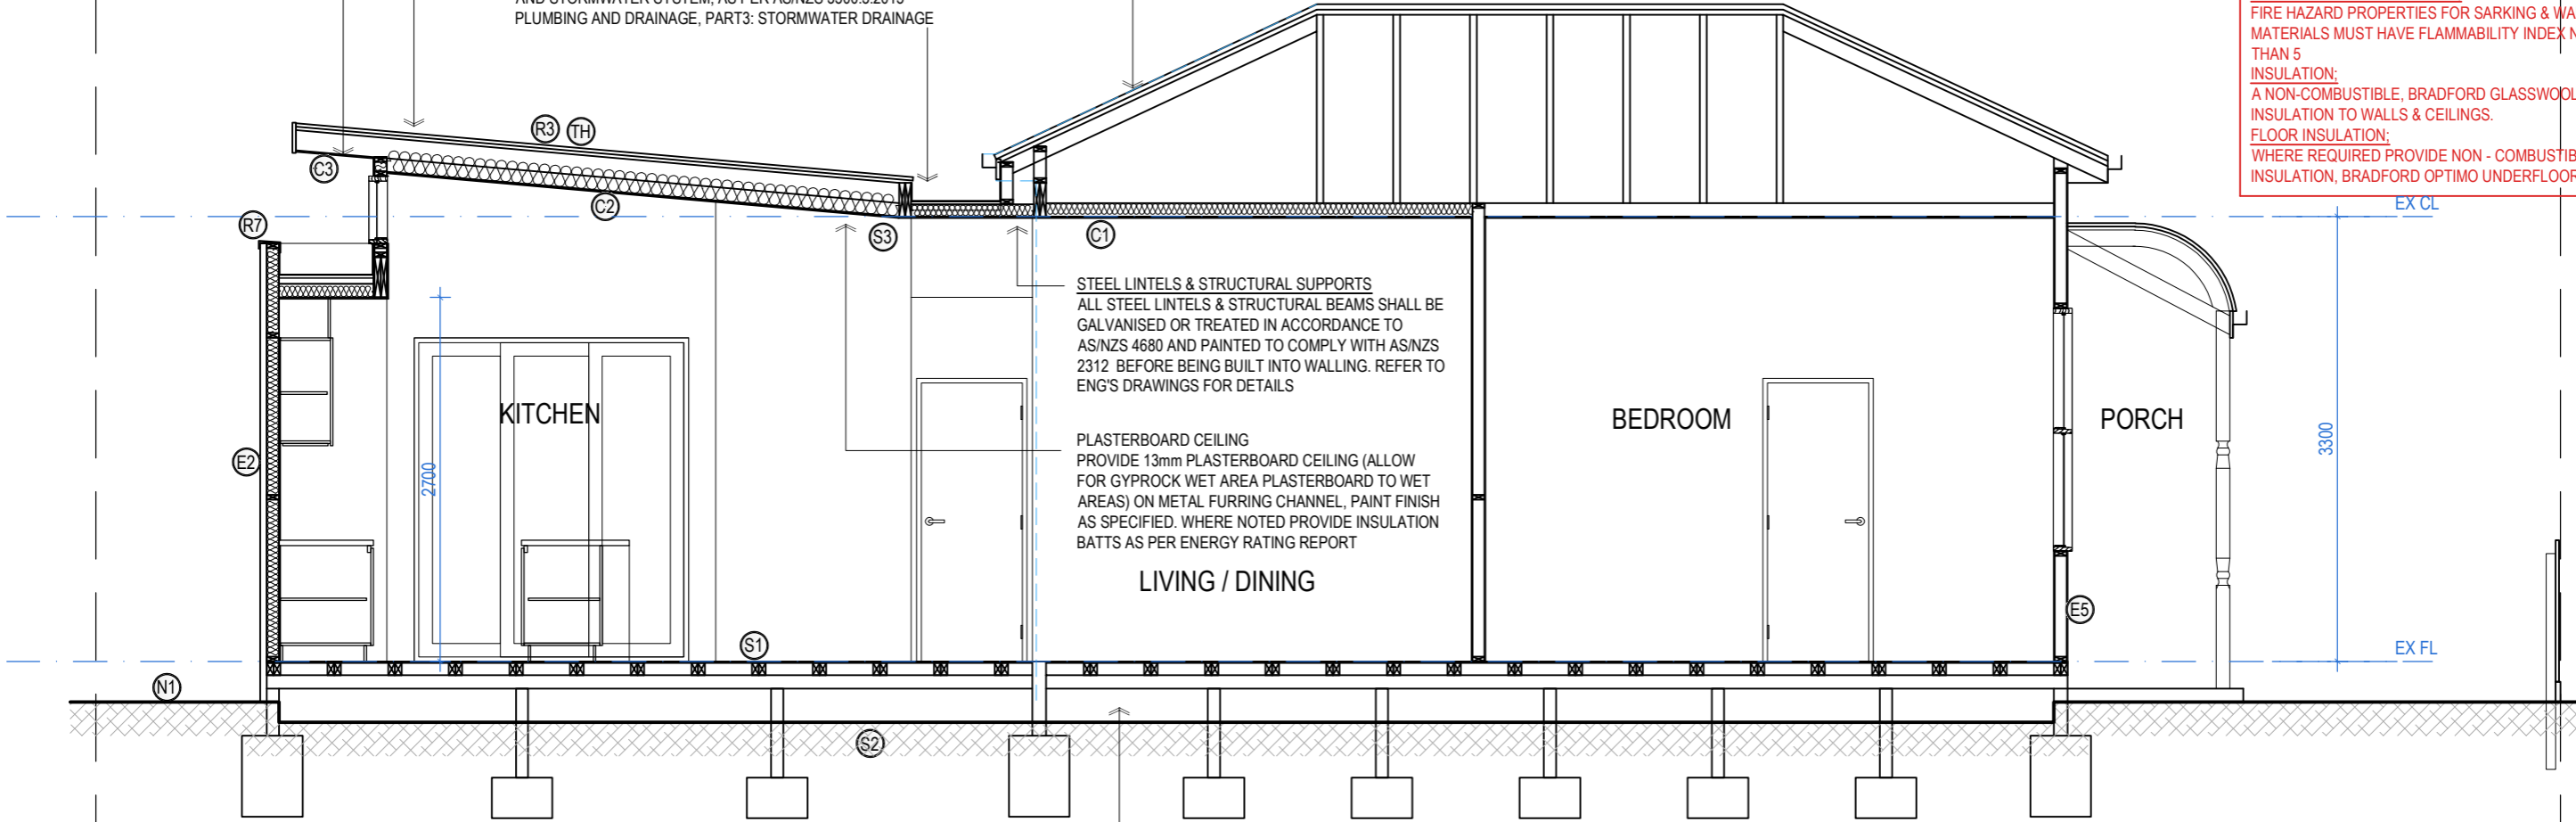 PLUMBING AND DRAINAGE, PART3: STORMWATER DRAINAGE
FIRE HAZARD PROPERTIES FOR SARKING &
MATERIALS MUST HAVE FLAMMABILITY INDEX
THAN 5
INSULATION;
A NON-COMBUSTIBLE, BRADFORD GLASSWOOL
INSULATION TO WALLS & CEILINGS.
FLOOR INSULATION;
WHERE REQUIRED PROVIDE NON -
INSULATION, BRADFORD OPTIMO UNDERFLOOR
R3 TH
C3
C2
EX CL
R7
S3
C1
STEEL LINTELS & STRUCTURAL SUPPORTS
ALL STEEL LINTELS & STRUCTURAL BEAMS SHALL BE
GALVANISED OR TREATED IN ACCORDANCE TO
AS/NZS 4680 AND PAINTED TO COMPLY WITH AS/NZS
2312 BEFORE BEING BUILT INTO WALLING. REFER TO
ENG'S DRAWINGS FOR DETAILS
KITCHEN
BEDROOM
PORCH
3300
PLASTERBOARD CEILING
PROVIDE 13mm PLASTERBOARD CEILING (ALLOW
FOR GYPROCK WET AREA PLASTERBOARD TO WET
AREAS) ON METAL FURRING CHANNEL, PAINT FINISH
AS SPECIFIED. WHERE NOTED PROVIDE INSULATION
BATTS AS PER ENERGY RATING REPORT
E2
2700
LIVING / DINING
E5
S1
EX FL
N1
S2